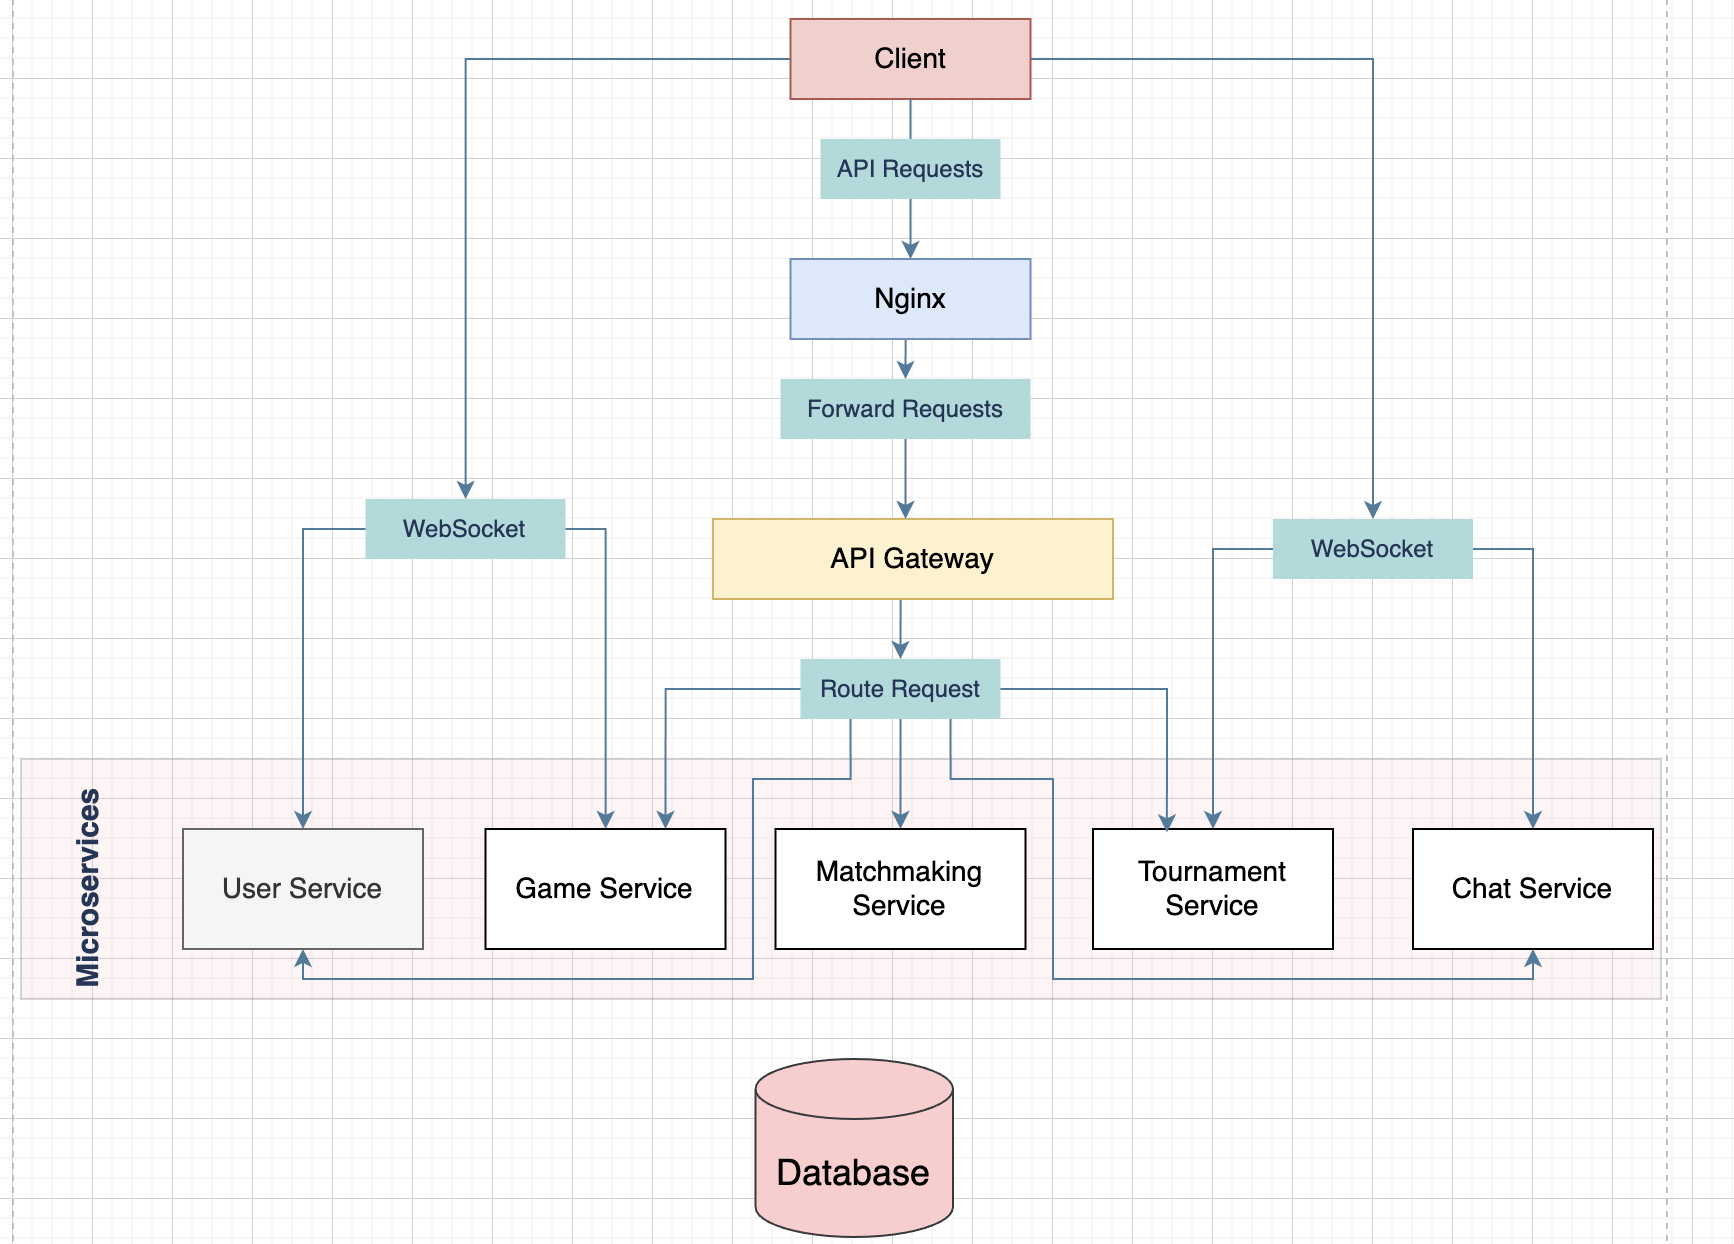 Client
API Requests
Nginx
Forward Requests
WebSocket
API Gateway
WebSocket
Route Request
Microservices
User Service
Game Service
Matchmaking
Service
Tournament
Service
Chat Service
Database